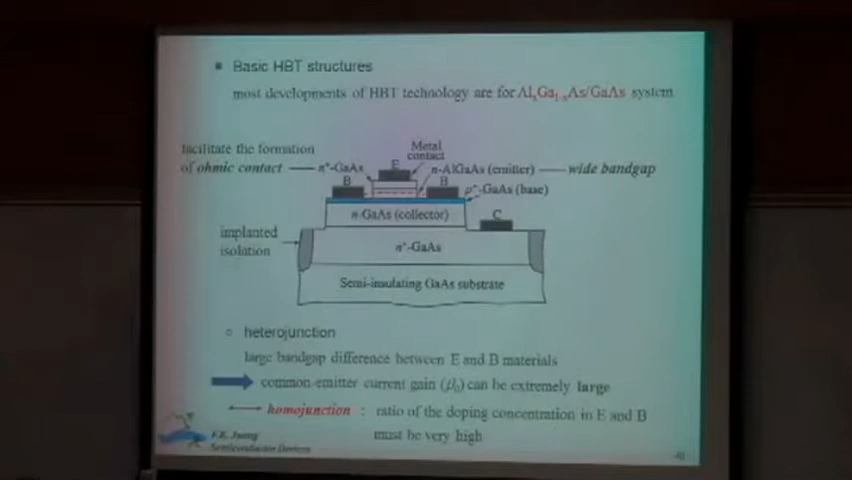 Basic HBT structures
most developments of HBT technology are for AlxGa1-xAs/GaAs system
facilitate the formation
of ohmic contact
n+-GaAs
Metal
contact
E
n-AlGaAs (emitter)
wide bandgap
B
B
p+-GaAs (base)
n-GaAs (collector)
C
implanted
isolation
n+-GaAs
Semi-insulating GaAs substrate
heterojunction
large bandgap difference between E and B materials
common-emitter current gain (β0) can be extremely large
homojunction : ratio of the doping concentration in E and B
must be very high
Semiconductor Devices